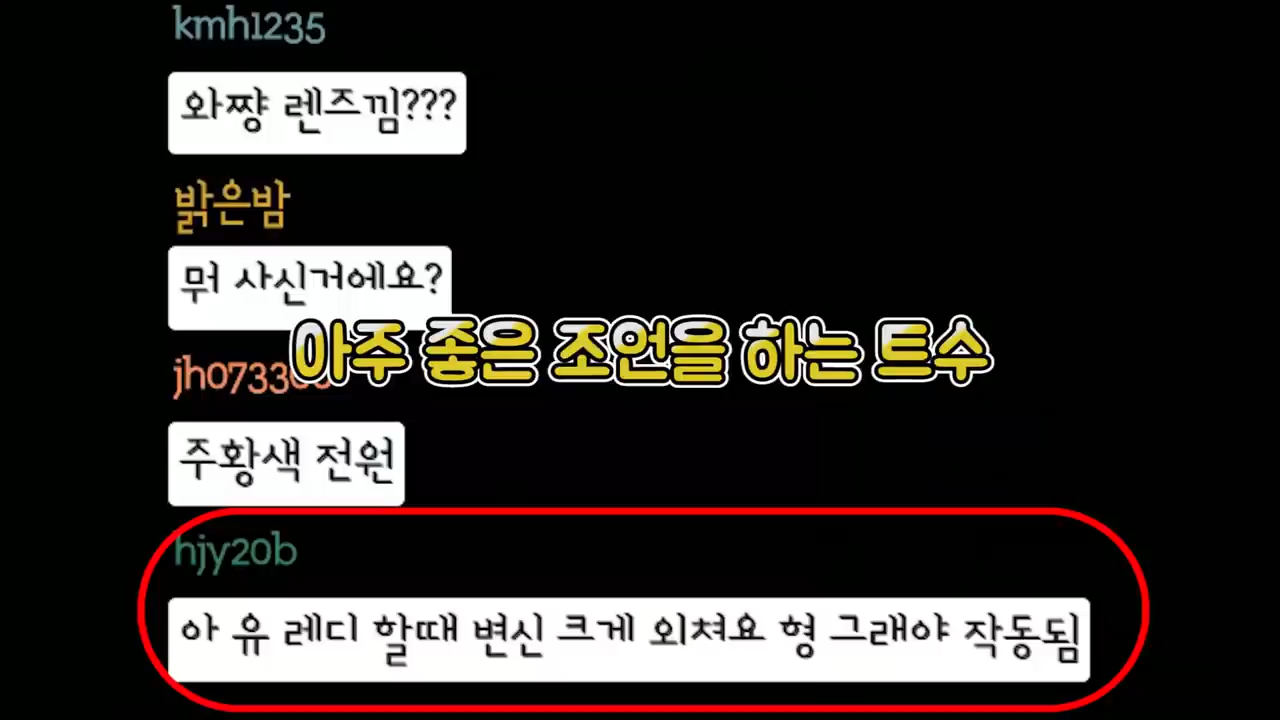 kmh1235
와쨩 렌즈낌???
밝은밤
뭐 사신거에요?
아주 좋은 조언을 하는 트수
주황색 전원
hjy20b
아 유 레디 할때 변신 크게 외쳐요 형 그래야 작동됨